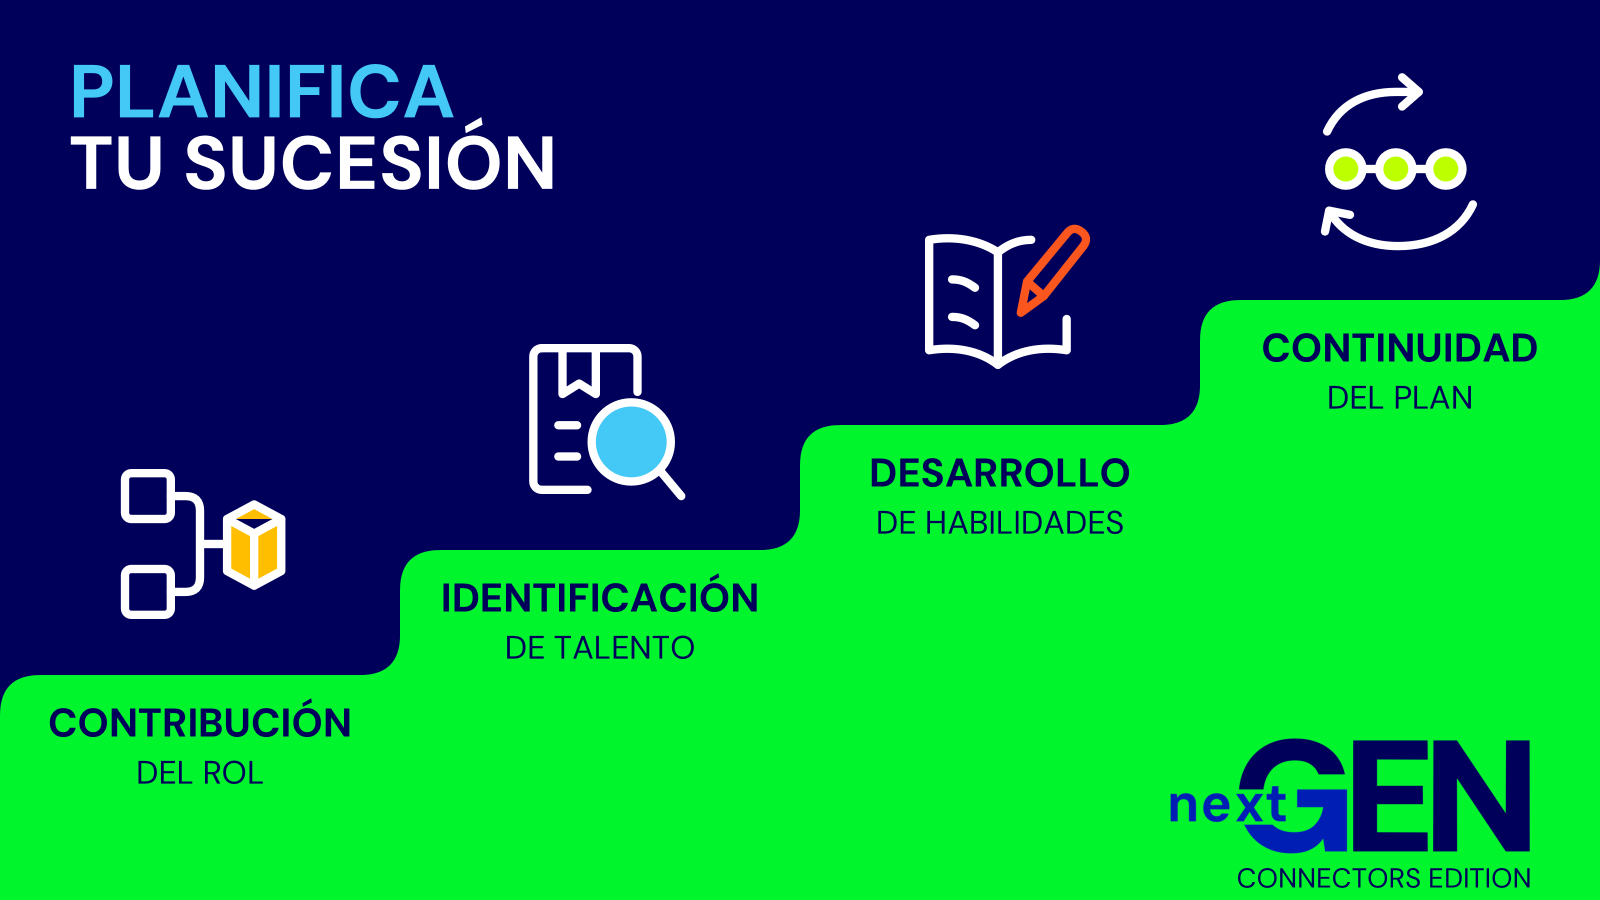 PLANIFICA
TU SUCESIÓN
CONTRIBUCIÓN
DEL ROL
IDENTIFICACIÓN
DE TALENTO
DESARROLLO
DE HABILIDADES
CONTINUIDAD
DEL PLAN
nextGEN
CONNECTORS EDITION